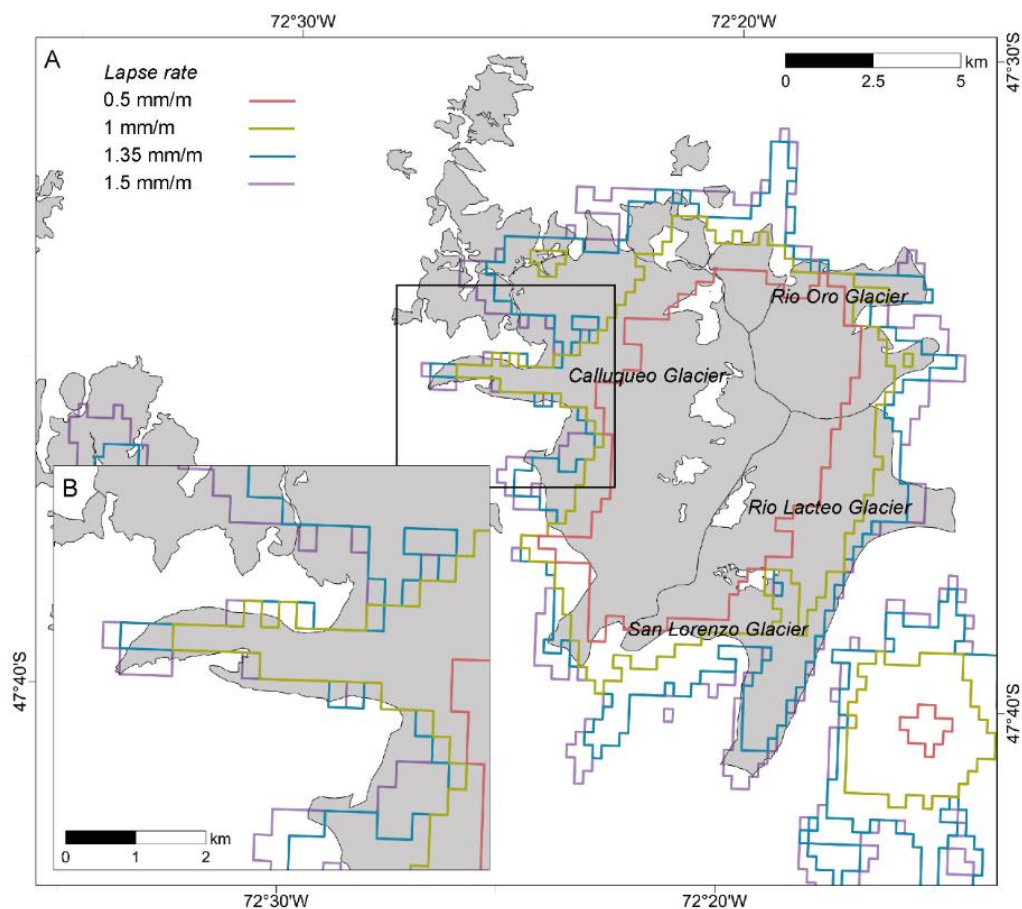 72°30'W
72°20'W
A
Lapse rate
0.5 mm/m
1 mm/m
1.35 mm/m
1.5 mm/m
km
0
2.5
5
47°30'S
Rio Oro Glacier
Calluqueo Glacier
Rio Lacteo Glacier
San Lorenzo Glacier
B
km
0
1
2
47°40'S
47°40'S
72°30'W
72°20'W